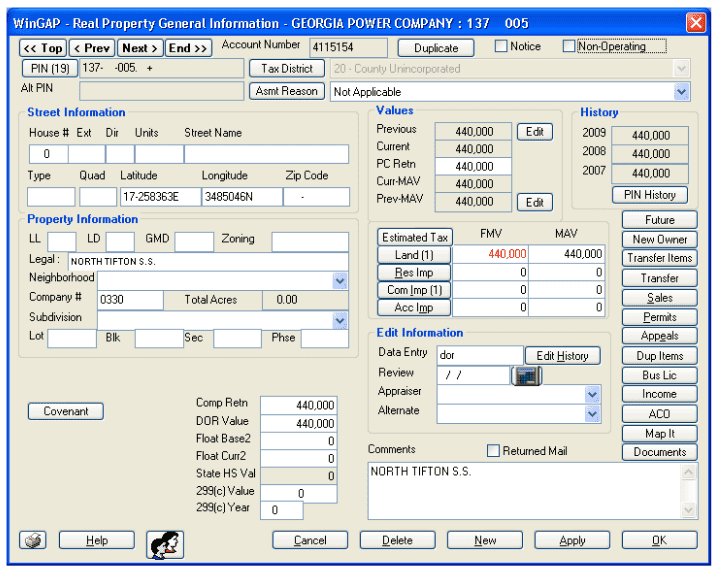 WinGAP - Real Property General Information - GEORGIA POWER COMPANY : 137 005
<< Top < Prev Next > End >> Account Number 4115154 Duplicate Notice Non-Operating
PIN (19) 137- -005. + Tax District 20 - County Unincorporated
Alt PIN Asmt Reason Not Applicable
Street Information
House # Ext Dir Units Street Name
0
Type Quad Latitude Longitude Zip Code
17-258363E 3485046N -
Property Information
LL LD GMD Zoning
Legal : NORTH TIFTON S.S.
Neighborhood
Company # 0330 Total Acres 0.00
Subdivision
Lot Blk Sec Phse
Covenant
Comp Retn 440,000
DOR Value 440,000
Float Base2 0
Float Curr2 0
State HS Val 0
299(c) Value 0
299(c) Year 0
Values
Previous 440,000 Edit
Current 440,000
PC Retn 440,000
Curr-MAV 440,000
Prev-MAV 440,000 Edit
History
2009 440,000
2008 440,000
2007 440,000
PIN History
Estimated Tax FMV MAV
Land (1) 440,000 440,000
Res Imp 0 0
Com Imp (1) 0 0
Acc Imp 0 0
Edit Information
Data Entry dor Edit History
Review / /
Appraiser
Alternate
Comments Returned Mail
NORTH TIFTON S.S.
Future
New Owner
Transfer Items
Transfer
Sales
Permits
Appeals
Dup Items
Bus Lic
Income
ACO
Map It
Documents
Help Cancel Delete New Apply OK